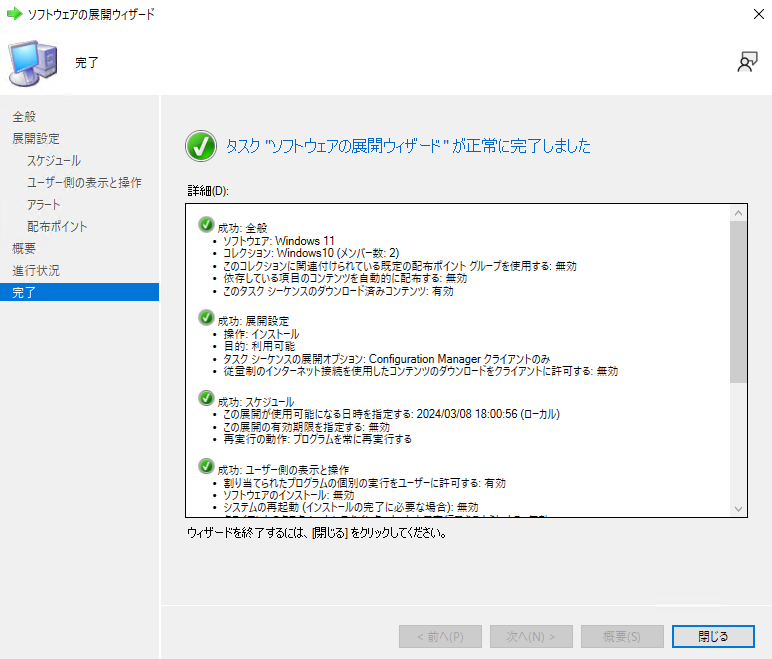 ソフトウェアの展開ウィザード
完了
全般
展開設定
スケジュール
ユーザー側の表示と操作
アラート
配布ポイント
概要
進行状況
完了
タスク "ソフトウェアの展開ウィザード" が正常に完了しました
詳細(D):
成功: 全般
• ソフトウェア: Windows 11
• コレクション: Windows10 (メンバー数: 2)
• このコレクションに関連付けられている既定の配布ポイント グループを使用する: 無効
• 依存している項目のコンテンツを自動的に配布する: 無効
• このタスク シーケンスのダウンロード済みコンテンツ: 有効
成功: 展開設定
• 操作: インストール
• 目的: 利用可能
• タスク シーケンスの展開オプション: Configuration Manager クライアントのみ
• 従量制のインターネット接続を使用したコンテンツのダウンロードをクライアントに許可する: 無効
成功: スケジュール
• この展開が使用可能になる日時を指定する: 2024/03/08 18:00:56 (ローカル)
• この展開の有効期限を指定する: 無効
• 再実行の動作: プログラムを常に再実行する
成功: ユーザー側の表示と操作
• 割り当てられたプログラムの個別の実行をユーザーに許可する: 有効
• ソフトウェアのインストール: 無効
• システムの再起動 (インストールの完了に必要な場合): 無効
ウィザードを終了するには、[閉じる] をクリックしてください。
< 前へ(P)
次へ(N) >
概要(S)
閉じる